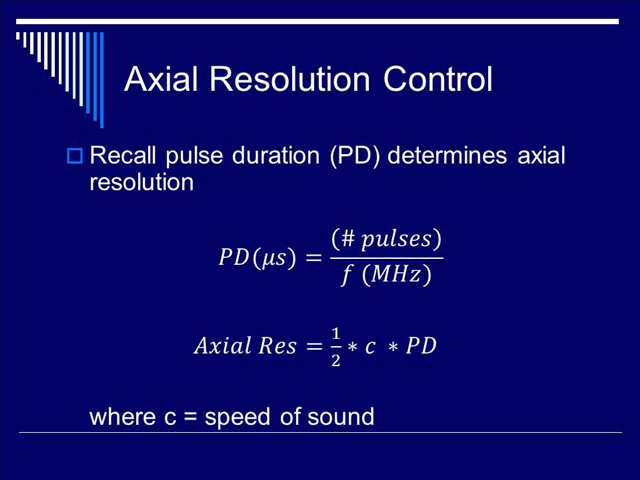 Axial Resolution Control
Recall pulse duration (PD) determines axial
resolution
𝑃𝐷(𝜇𝑠) = (# 𝑝𝑢𝑙𝑠𝑒𝑠) / 𝑓 (𝑀𝐻𝑧)
𝐴𝑥𝑖𝑎𝑙 𝑅𝑒𝑠 = 1/2 ∗ 𝑐 ∗ 𝑃𝐷
where c = speed of sound